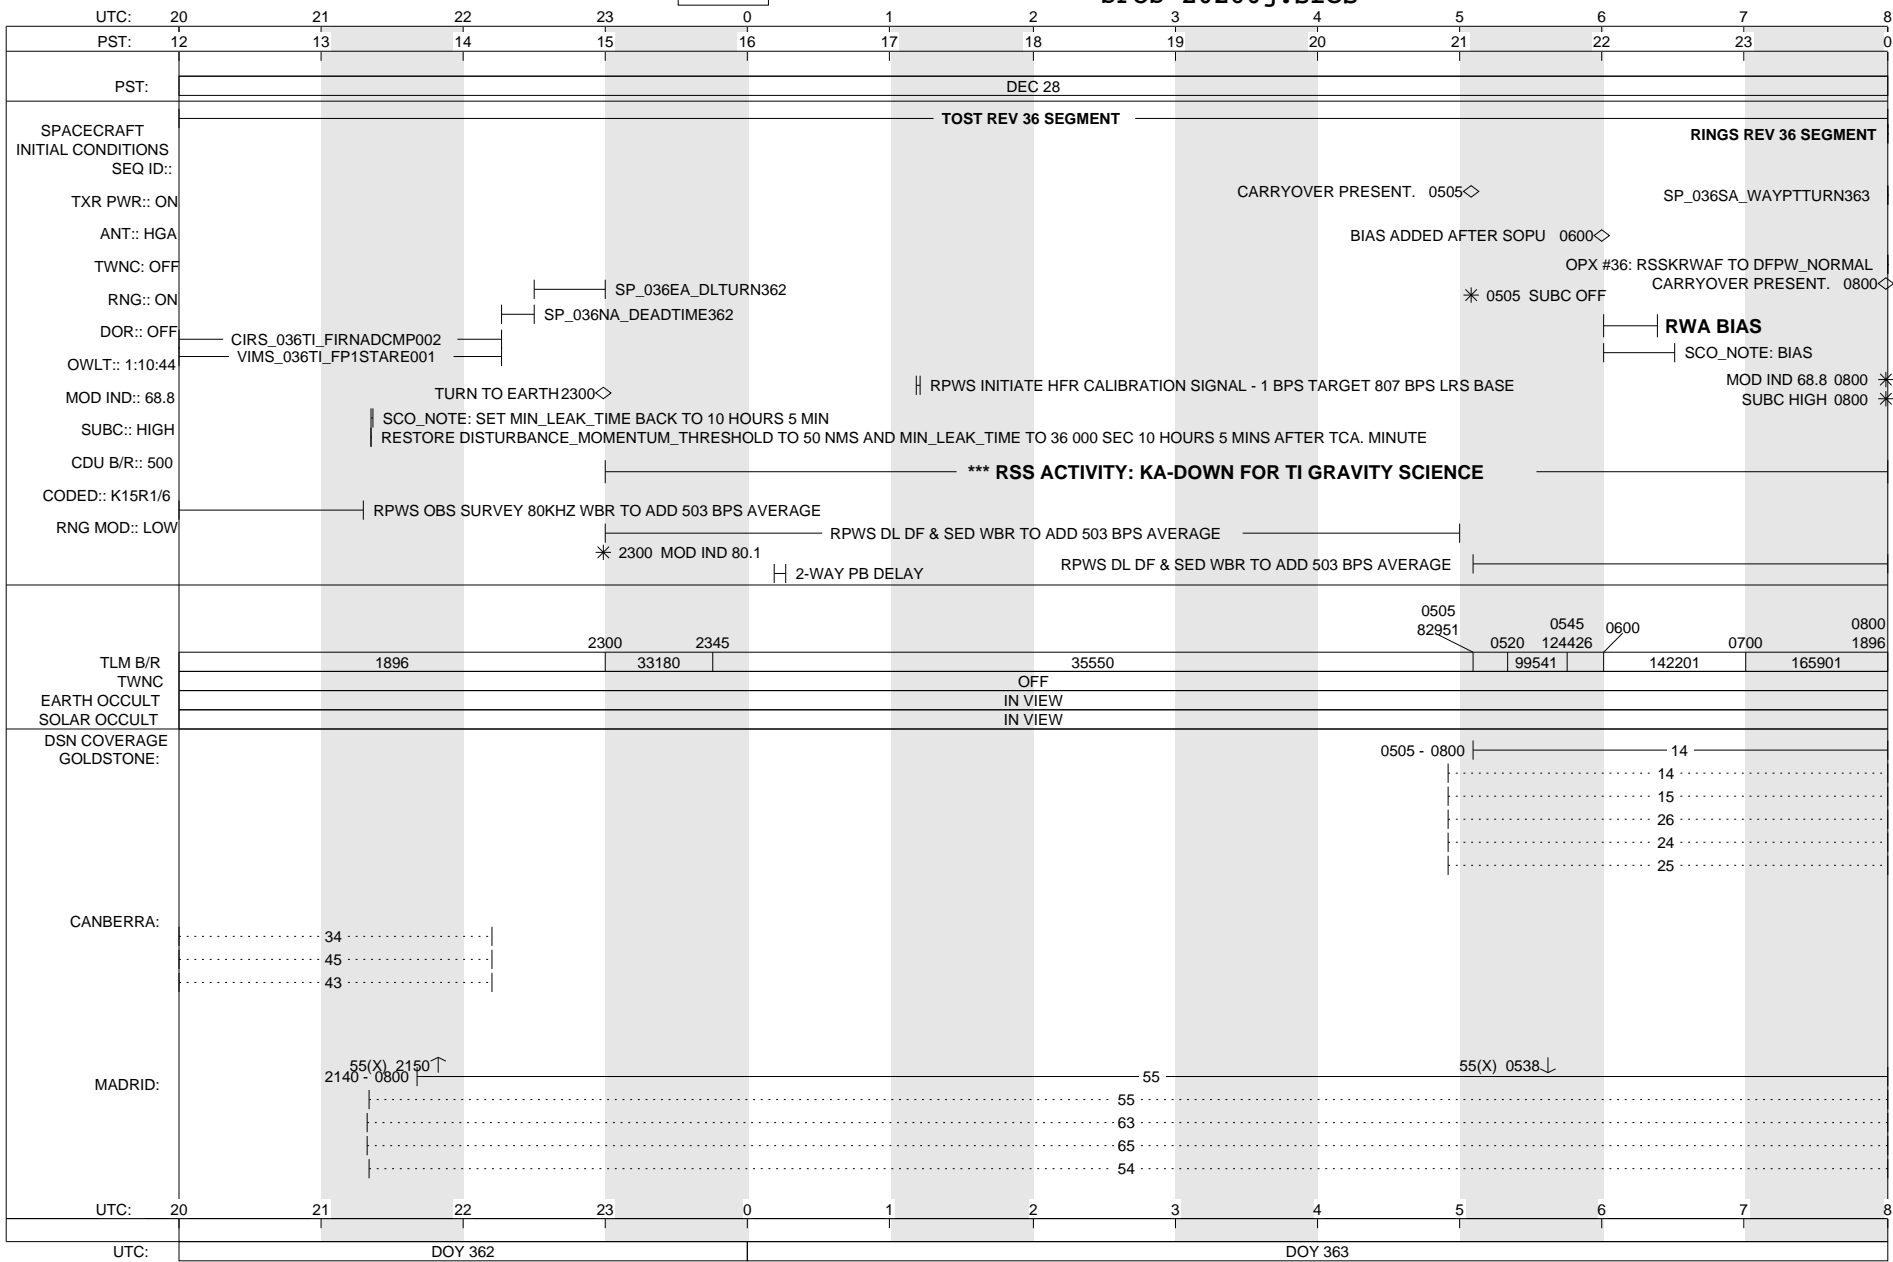 UTC: 20 21 22 23 0 1 2 3 4 5 6 7 8
PST: 12 13 14 15 16 17 18 19 20 21 22 23 0
PST: DEC 28
TOST REV 36 SEGMENT
RINGS REV 36 SEGMENT
SPACECRAFT
INITIAL CONDITIONS
SEQ ID::
CARRYOVER PRESENT. 0505
SP_036SA_WAYPTTURN363
TXR PWR:: ON
ANT:: HGA
BIAS ADDED AFTER SOPU 0600
TWNC: OFF
OPX #36: RSSKRWAF TO DFPW_NORMAL
CARRYOVER PRESENT. 0800
SP_036EA_DLTURN362
0505 SUBC OFF
RNG:: ON
SP_036NA_DEADTIME362
RWA BIAS
DOR:: OFF
CIRS_036TI_FIRNADCMP002
VIMS_036TI_FP1STARE001
SCO_NOTE: BIAS
OWLT:: 1:10:44
MOD IND 68.8 0800
RPWS INITIATE HFR CALIBRATION SIGNAL - 1 BPS TARGET 807 BPS LRS BASE
TURN TO EARTH 2300
MOD IND:: 68.8
SUBC HIGH 0800
SCO_NOTE: SET MIN_LEAK_TIME BACK TO 10 HOURS 5 MIN
SUBC:: HIGH
RESTORE DISTURBANCE_MOMENTUM_THRESHOLD TO 50 NMS AND MIN_LEAK_TIME TO 36 000 SEC 10 HOURS 5 MINS AFTER TCA. MINUTE
CDU B/R:: 500
*** RSS ACTIVITY: KA-DOWN FOR TI GRAVITY SCIENCE
CODED:: K15R1/6
RPWS OBS SURVEY 80KHZ WBR TO ADD 503 BPS AVERAGE
RNG MOD:: LOW
RPWS DL DF & SED WBR TO ADD 503 BPS AVERAGE
2300 MOD IND 80.1
RPWS DL DF & SED WBR TO ADD 503 BPS AVERAGE
2-WAY PB DELAY
0505 0545 0600 0800
2300 2345 82951 0520 124426 0700 1896
TLM B/R 1896 33180 35550 99541 142201 165901
TWNC OFF
EARTH OCCULT IN VIEW
SOLAR OCCULT IN VIEW
DSN COVERAGE
GOLDSTONE: 0505 - 0800 14
14
15
26
24
25
CANBERRA:
34
45
43
55(X) 2150 55(X) 0538
MADRID: 2140 - 0800 55
55
63
65
54
UTC: 20 21 22 23 0 1 2 3 4 5 6 7 8
UTC: DOY 362 DOY 363